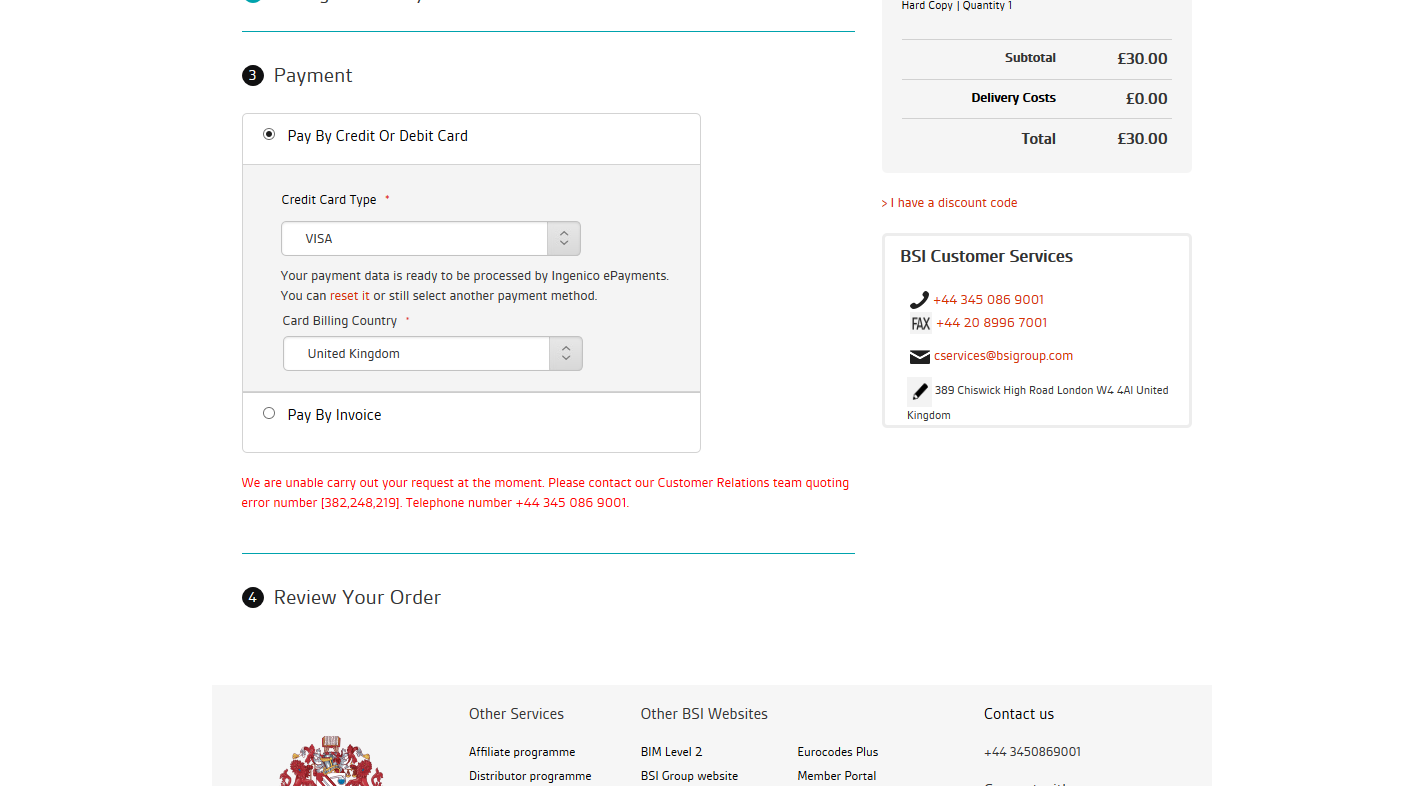 3 Payment
Pay By Credit Or Debit Card
Credit Card Type *
VISA
Your payment data is ready to be processed by Ingenico ePayments.
You can reset it or still select another payment method.
Card Billing Country *
United Kingdom
Pay By Invoice
We are unable carry out your request at the moment. Please contact our Customer Relations team quoting
error number [382,248,219]. Telephone number +44 345 086 9001.
4 Review Your Order
Hard Copy | Quantity 1
Subtotal £30.00
Delivery Costs £0.00
Total £30.00
> I have a discount code
BSI Customer Services
+44 345 086 9001
FAX +44 20 8996 7001
cservices@bsigroup.com
389 Chiswick High Road London W4 4Al United
Kingdom
Other Services
Affiliate programme
Distributor programme
Other BSI Websites
BIM Level 2
BSI Group website
Eurocodes Plus
Member Portal
Contact us
+44 3450869001